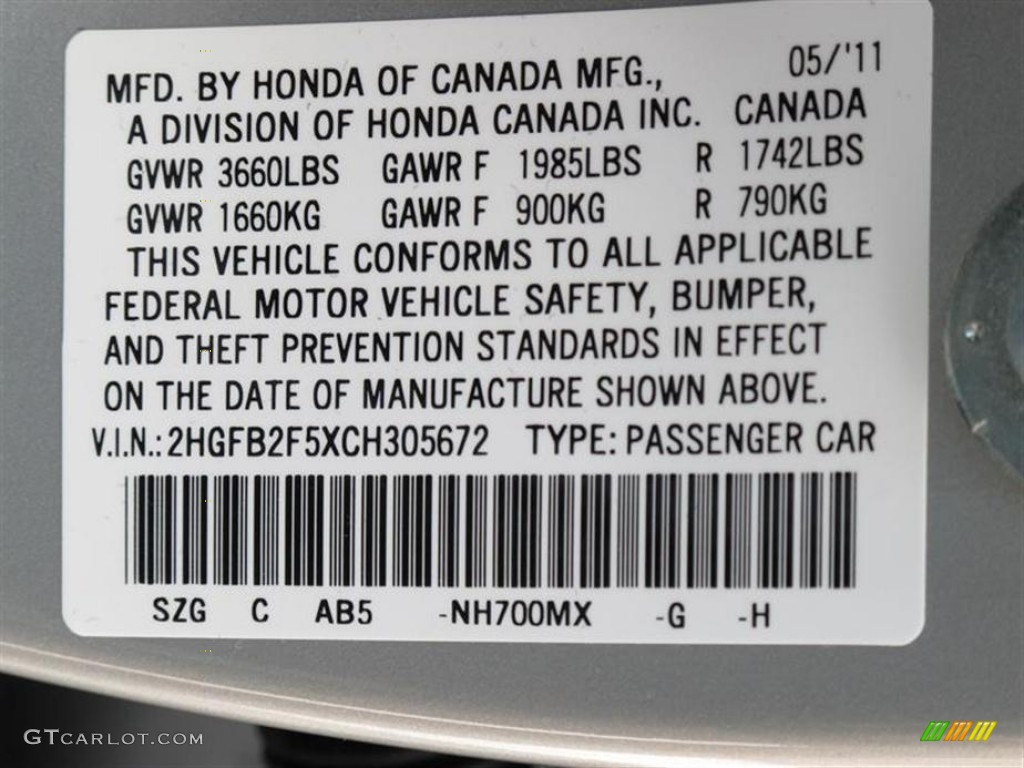 05/'11
MFD. BY HONDA OF CANADA MFG.,
A DIVISION OF HONDA CANADA INC. CANADA
GVWR 3660LBS GAWR F 1985LBS R 1742LBS
GVWR 1660KG GAWR F 900KG R 790KG
THIS VEHICLE CONFORMS TO ALL APPLICABLE
FEDERAL MOTOR VEHICLE SAFETY, BUMPER,
AND THEFT PREVENTION STANDARDS IN EFFECT
ON THE DATE OF MANUFACTURE SHOWN ABOVE.
V.I.N.: 2HGFB2F5XCH305672 TYPE: PASSENGER CAR
SZG C AB5 -NH700MX -G -H
GTCARLOT.COM